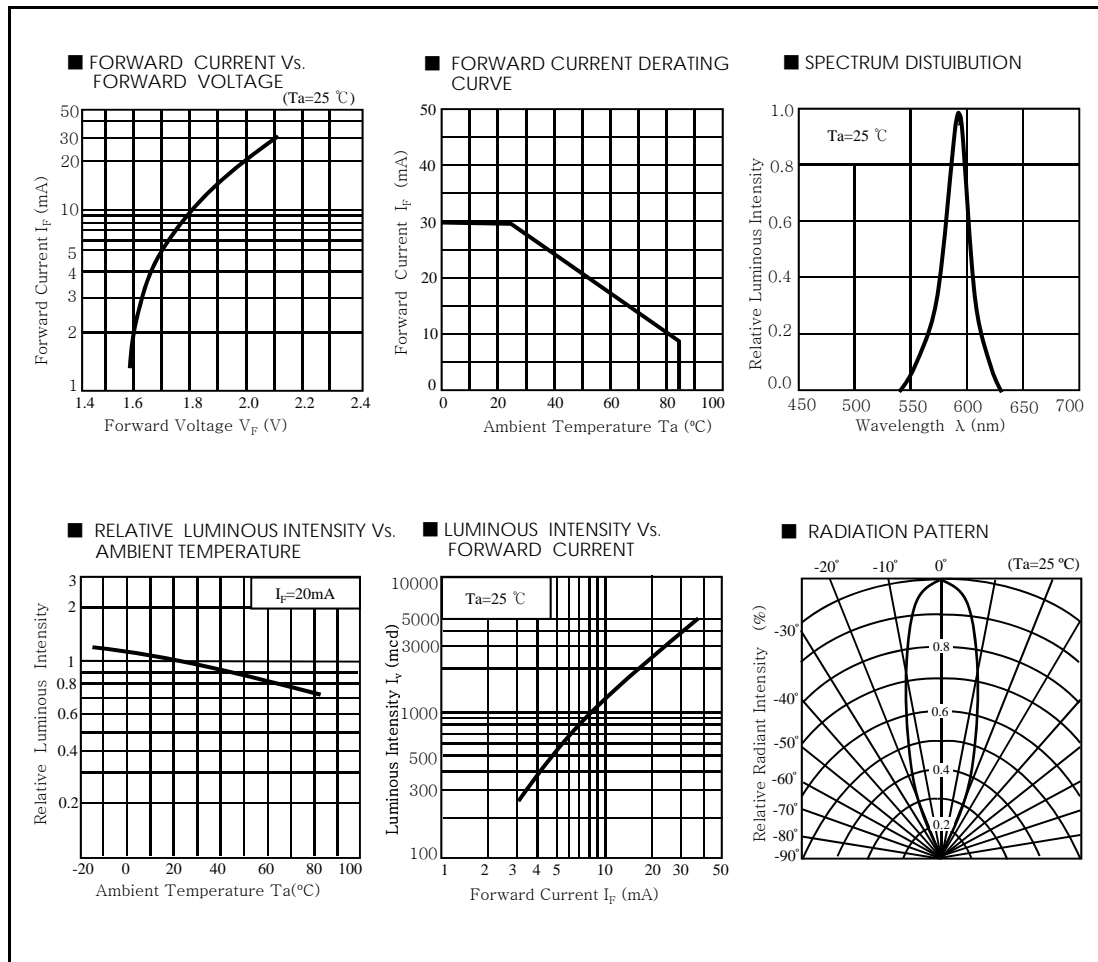 ■ FORWARD CURRENT Vs.
FORWARD VOLTAGE
(Ta=25 ℃)
50
30
20
10
5
4
3
2
1
Forward Current IF (mA)
1.4 1.6 1.8 2.0 2.2 2.4
Forward Voltage VF (V)
■ FORWARD CURRENT DERATING
CURVE
50
40
30
20
10
0
Forward Current IF (mA)
0 20 40 60 80 100
Ambient Temperature Ta (ºC)
■ SPECTRUM DISTUIBUTION
Ta=25 ℃
1.0
0.8
0.6
0.4
0.2
0.0
Relative Luminous Intensity
450 500 550 600 650 700
Wavelength λ (nm)
■ RELATIVE LUMINOUS INTENSITY Vs.
AMBIENT TEMPERATURE
IF=20mA
3
2
1
0.8
0.6
0.4
0.2
Relative Luminous Intensity
-20 0 20 40 60 80 100
Ambient Temperature Ta(ºC)
■ LUMINOUS INTENSITY Vs.
FORWARD CURRENT
Ta=25 ℃
10000
5000
3000
1000
500
300
100
Luminous Intensity Iv (mcd)
1 2 3 4 5 10 20 30 50
Forward Current IF (mA)
■ RADIATION PATTERN
-20° -10° 0° (Ta=25 ºC)
-30°
-40°
-50°
-60°
-70°
-80°
-90°
0.8
0.6
0.4
0.2
Relative Radiant Intensity (%)